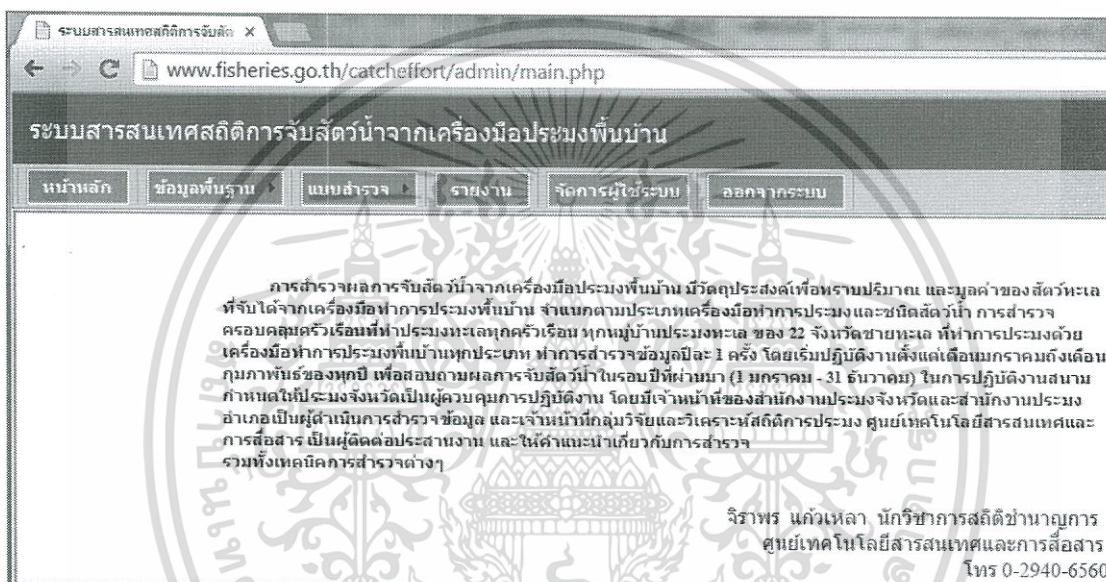 ระบบสารสนเทศสถิติการจับสัต
www.fisheries.go.th/catcheffort/admin/main.php
ระบบสารสนเทศสถิติการจับสัตว์น้ำจากเครื่องมือประมงพื้นบ้าน
หน้าหลัก ข้อมูลพื้นฐาน แบบสำรวจ รายงาน จัดการผู้ใช้ระบบ ออกจากระบบ
การสำรวจผลการจับสัตว์น้ำจากเครื่องมือประมงพื้นบ้าน มีวัตถุประสงค์เพื่อทราบปริมาณ และมูลค่าของสัตว์ทะเล
ที่จับได้จากเครื่องมือทำการประมงพื้นบ้าน จำแนกตามประเภทเครื่องมือทำการประมงและชนิดสัตว์น้ำ การสำรวจ
ครอบคลุมครัวเรือนที่ทำประมงทะเลทุกครัวเรือน ทุกหมู่บ้านประมงทะเล ของ 22 จังหวัดชายทะเล ที่ทำการประมงด้วย
เครื่องมือทำการประมงพื้นบ้านทุกประเภท ทำการสำรวจข้อมูลปีละ 1 ครั้ง โดยเริ่มปฏิบัติงานตั้งแต่เดือนมกราคมถึงเดือน
กุมภาพันธ์ของทุกปี เพื่อสอบถามผลการจับสัตว์น้ำในรอบปีที่ผ่านมา (1 มกราคม - 31 ธันวาคม) ในการปฏิบัติงานสนาม
กำหนดให้ประมงจังหวัดเป็นผู้ควบคุมการปฏิบัติงาน โดยมีเจ้าหน้าที่ของสำนักงานประมงจังหวัดและสำนักงานประมง
อำเภอเป็นผู้ดำเนินการสำรวจข้อมูล และเจ้าหน้าที่กลุ่มวิจัยและวิเคราะห์สถิติการประมง ศูนย์เทคโนโลยีสารสนเทศและ
การสื่อสาร เป็นผู้ติดต่อประสานงาน และให้คำแนะนำเกี่ยวกับการสำรวจ
รวมทั้งเทคนิคการสำรวจต่างๆ
จิราพร แก้วเหลา นักวิชาการสถิติชำนาญการ
ศูนย์เทคโนโลยีสารสนเทศและการสื่อสาร
โทร 0-2940-6560